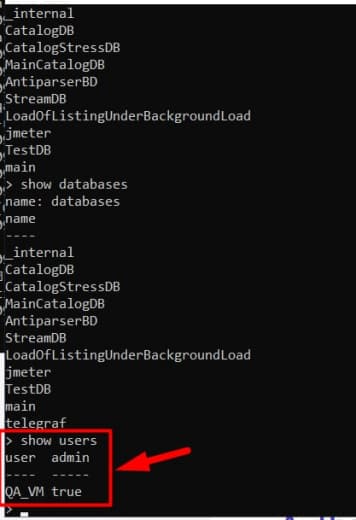 _internal
CatalogDB
CatalogStressDB
MainCatalogDB
AntiparserBD
StreamDB
LoadOfListingUnderBackgroundLoad
jmeter
TestDB
main
> show databases
name: databases
name
----
_internal
CatalogDB
CatalogStressDB
MainCatalogDB
AntiparserBD
StreamDB
LoadOfListingUnderBackgroundLoad
jmeter
TestDB
main
telegraf
> show users
user admin
---- -----
QA_VM true
>